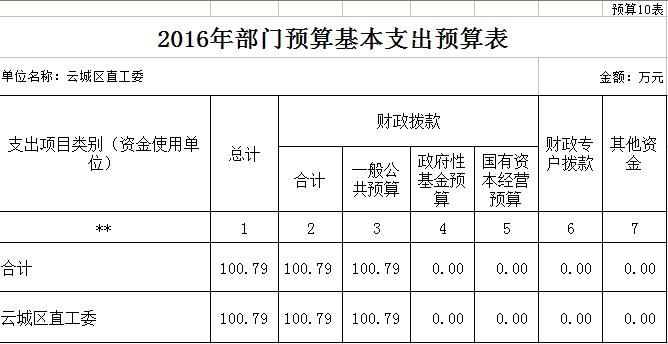 预算10表
2016年部门预算基本支出预算表
单位名称：云城区直工委 金额：万元
支出项目类别（资金使用单位） 总计 财政拨款 财政专户拨款 其他资金
合计 一般公共预算 政府性基金预算 国有资本经营预算
** 1 2 3 4 5 6 7
合计 100.79 100.79 100.79 0.00 0.00 0.00 0.00
云城区直工委 100.79 100.79 100.79 0.00 0.00 0.00 0.00